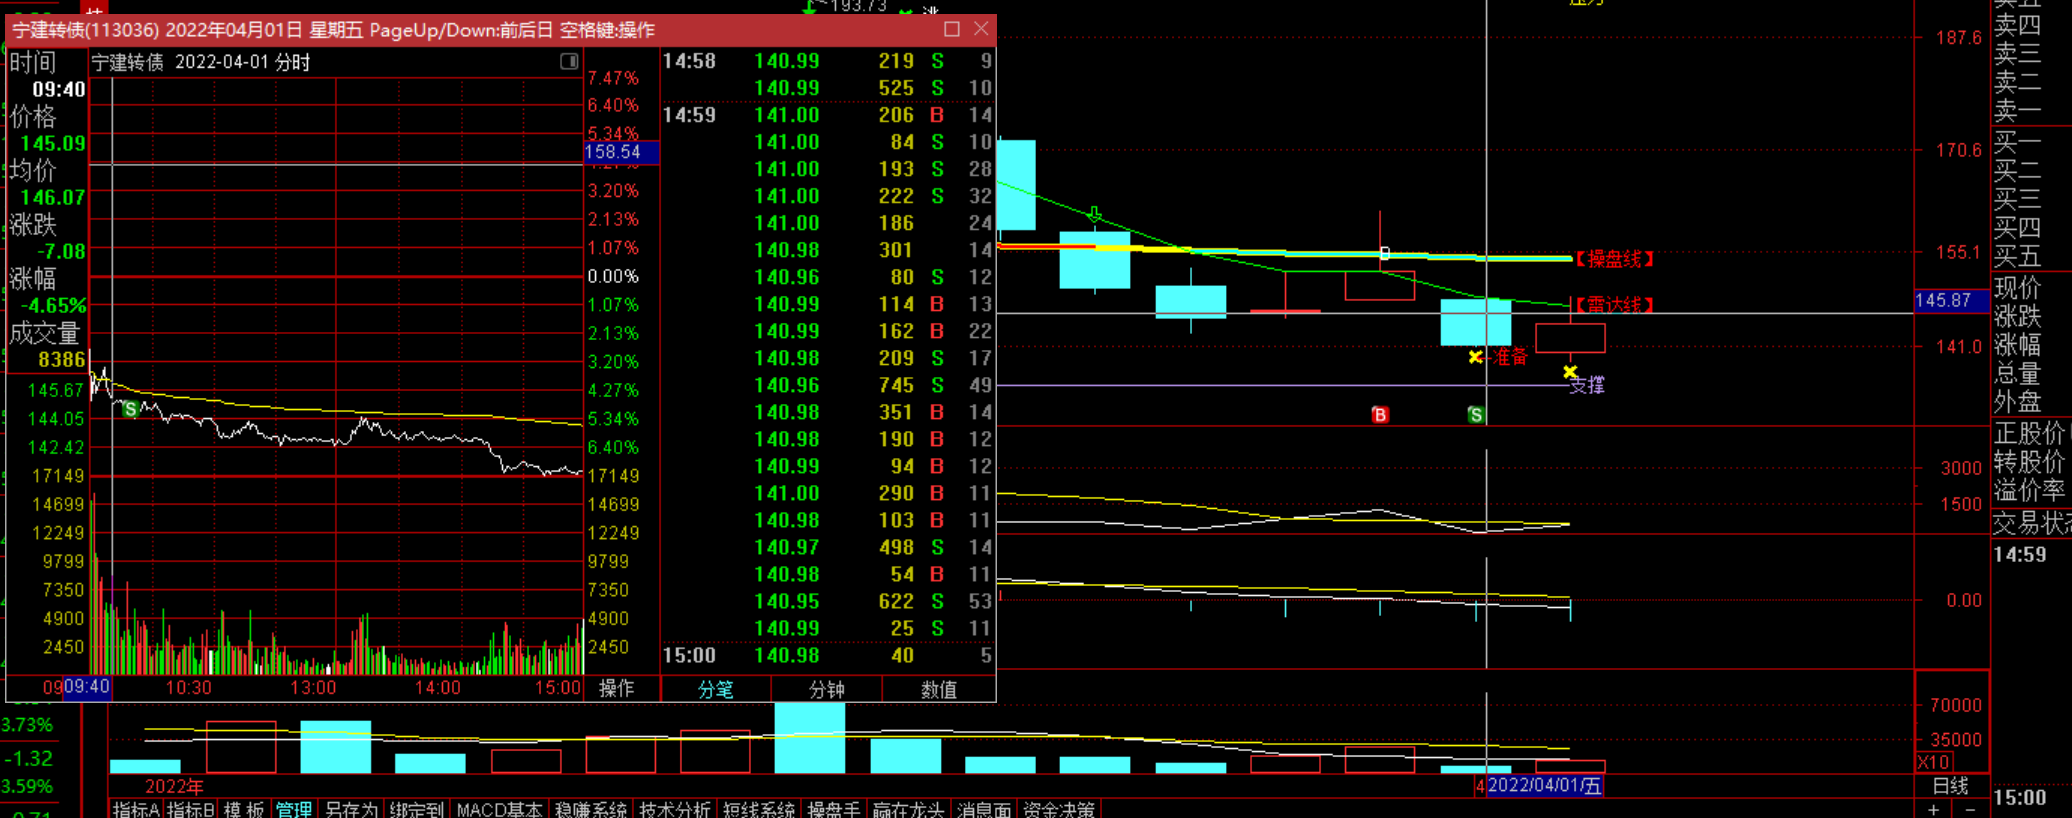 193.73
宁建转债(113036) 2022年04月01日 星期五 PageUp/Down:前后日 空格键:操作
时间
09:40
价格
145.09
均价
146.07
涨跌
-7.08
涨幅
-4.65%
成交量
8386
145.67
144.05
142.42
17149
14699
12249
9799
7350
4900
2450
宁建转债 2022-04-01 分时
S
7.47%
6.40%
5.34%
158.54
3.20%
2.13%
1.07%
0.00%
1.07%
2.13%
3.20%
4.27%
5.34%
6.40%
17149
14699
12249
9799
7350
4900
2450
09:40 10:30 13:00 14:00 15:00 操作
14:58 140.99 219 S 9
140.99 525 S 10
14:59 141.00 206 B 14
141.00 84 S 10
141.00 193 S 28
141.00 222 S 32
141.00 186 24
140.98 301 14
140.96 80 S 12
140.99 114 B 13
140.99 162 B 22
140.98 209 S 17
140.96 745 S 49
140.98 351 B 14
140.98 190 B 12
140.99 94 B 12
141.00 290 B 11
140.98 103 B 11
140.97 498 S 14
140.98 54 B 11
140.95 622 S 53
140.99 25 S 11
15:00 140.98 40 5
分笔 分钟 数值
【操盘线】
【雷达线】
准备
支撑
B
S
187.6
170.6
155.1
145.87
141.0
3000
1500
0.00
70000
35000
X10
日线
卖四
卖三
卖二
卖一
买一
买二
买三
买四
买五
现价
涨跌
涨幅
总量
外盘
正股价
转股价
溢价率
交易状态
14:59
15:00
3.73%
-1.32
3.59%
2022年
4 2022/04/01/五
指标A 指标B 模板 管理 另存为 绑定到 MACD基本 稳赚系统 技术分析 短线系统 操盘手 赢在龙头 消息面 资金决策
+ -